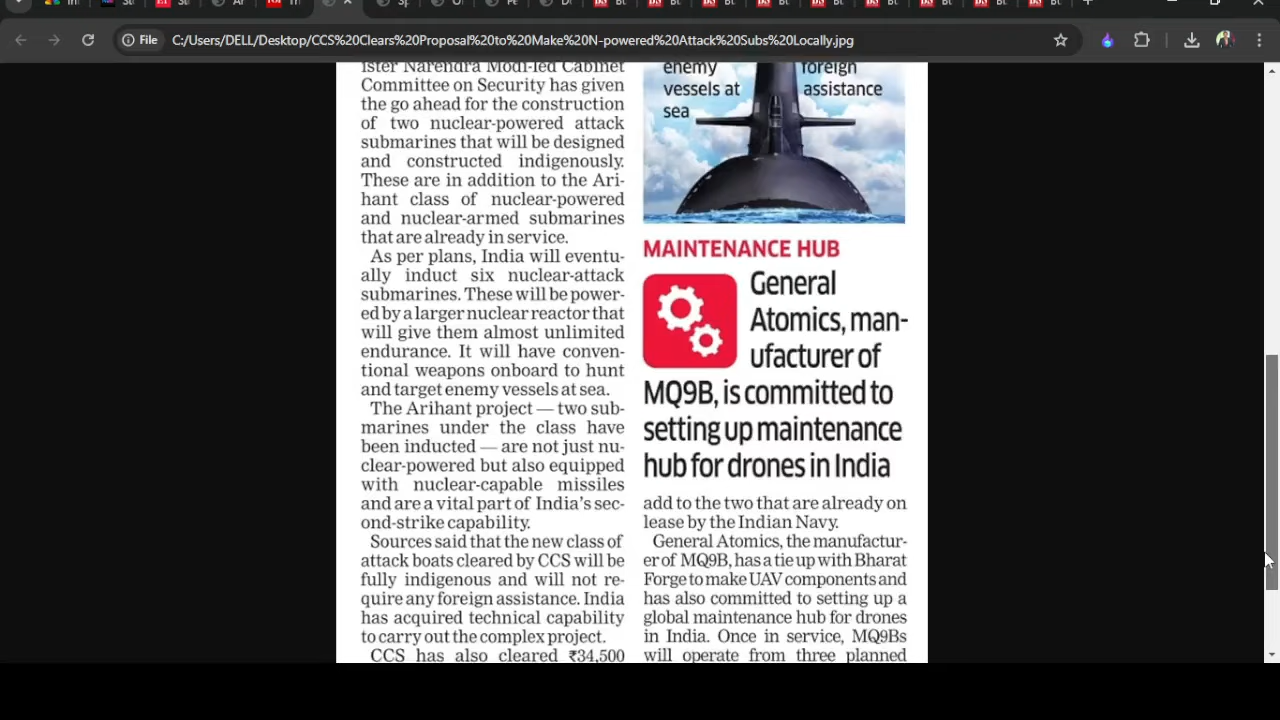 File
C:/Users/DELL/Desktop/CCS%20Clears%20Proposal%20to%20Make%20N-powered%20Attack%20Subs%20Locally.jpg
ister Narendra Modi-led Cabinet
Committee on Security has given
the go ahead for the construction
of two nuclear-powered attack
submarines that will be designed
and constructed indigenously.
These are in addition to the Ari-
hant class of nuclear-powered
and nuclear-armed submarines
that are already in service.
As per plans, India will eventu-
ally induct six nuclear-attack
submarines. These will be power-
ed by a larger nuclear reactor that
will give them almost unlimited
endurance. It will have conven-
tional weapons onboard to hunt
and target enemy vessels at sea.
The Arihant project — two sub-
marines under the class have
been inducted — are not just nu-
clear-powered but also equipped
with nuclear-capable missiles
and are a vital part of India's sec-
ond-strike capability.
Sources said that the new class of
attack boats cleared by CCS will be
fully indigenous and will not re-
quire any foreign assistance. India
has acquired technical capability
to carry out the complex project.
CCS has also cleared ₹34,500
enemy
vessels at
sea
foreign
assistance
MAINTENANCE HUB
General
Atomics, man-
ufacturer of
MQ9B, is committed to
setting up maintenance
hub for drones in India
add to the two that are already on
lease by the Indian Navy.
General Atomics, the manufactur-
er of MQ9B, has a tie up with Bharat
Forge to make UAV components and
has also committed to setting up a
global maintenance hub for drones
in India. Once in service, MQ9Bs
will operate from three planned